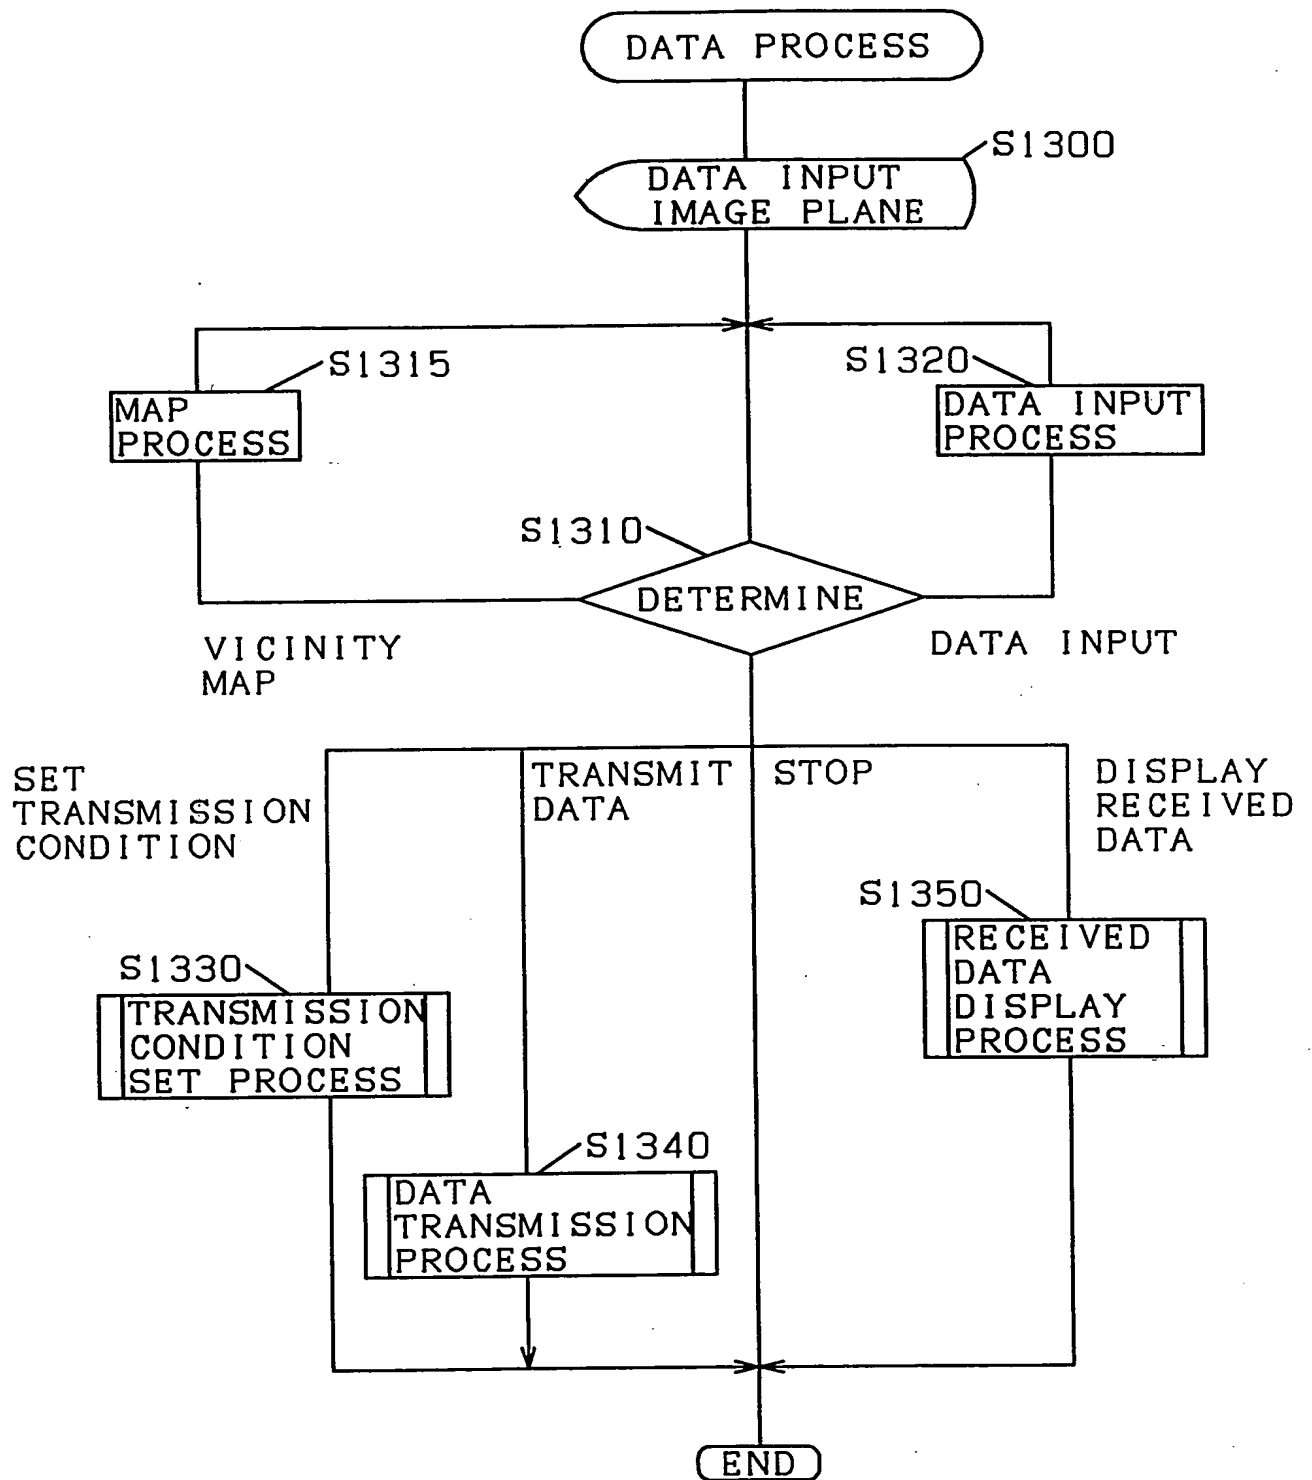 DATA PROCESS
S1300
DATA INPUT
IMAGE PLANE
S1315
S1320
MAP
PROCESS
DATA INPUT
PROCESS
S1310
DETERMINE
VICINITY
MAP
DATA INPUT
SET
TRANSMISSION
CONDITION
TRANSMIT
DATA
STOP
DISPLAY
RECEIVED
DATA
S1350
RECEIVED
DATA
DISPLAY
PROCESS
S1330
TRANSMISSION
CONDITION
SET PROCESS
S1340
DATA
TRANSMISSION
PROCESS
END